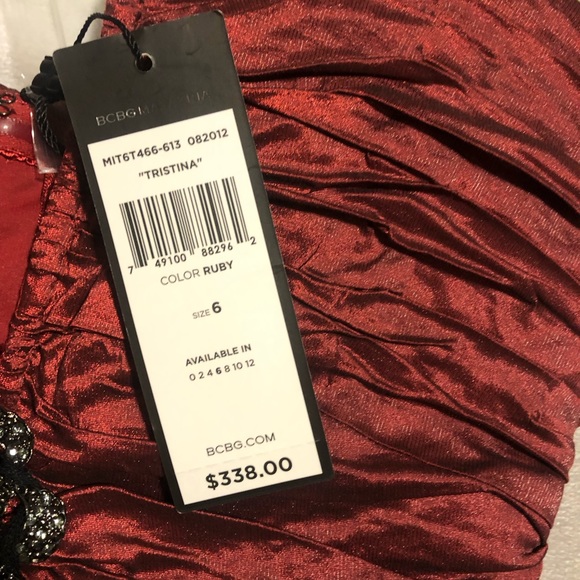 BCBG
MIT6T466-613 082012
"TRISTINA"
7 49100 88296 2
COLOR RUBY
SIZE 6
AVAILABLE IN
0 2 4 6 8 10 12
BCBG.COM
$338.00